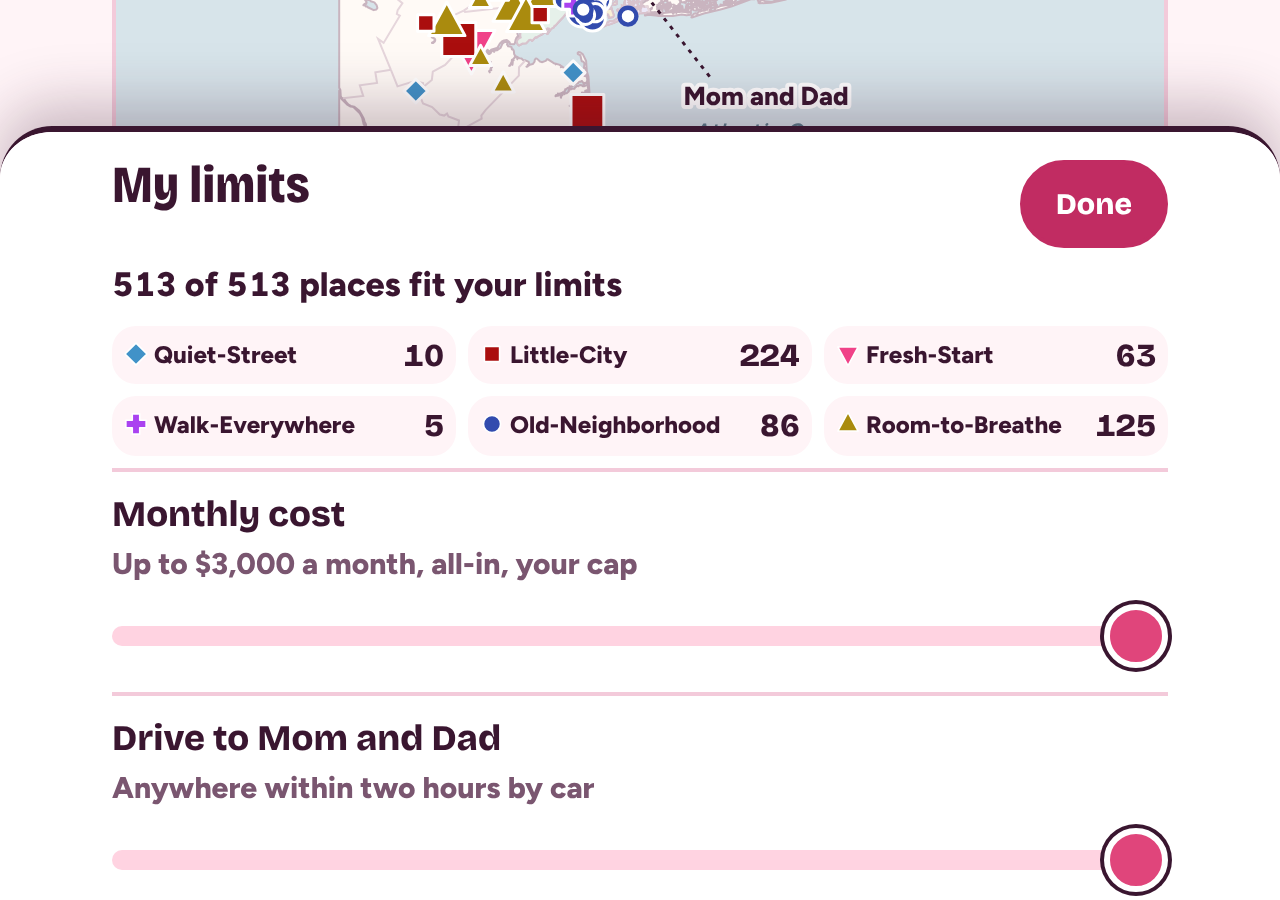 Mom and Dad
My limits
Done
513 of 513 places fit your limits
Quiet-Street 10
Little-City 224
Fresh-Start 63
Walk-Everywhere 5
Old-Neighborhood 86
Room-to-Breathe 125
Monthly cost
Up to $3,000 a month, all-in, your cap
Drive to Mom and Dad
Anywhere within two hours by car